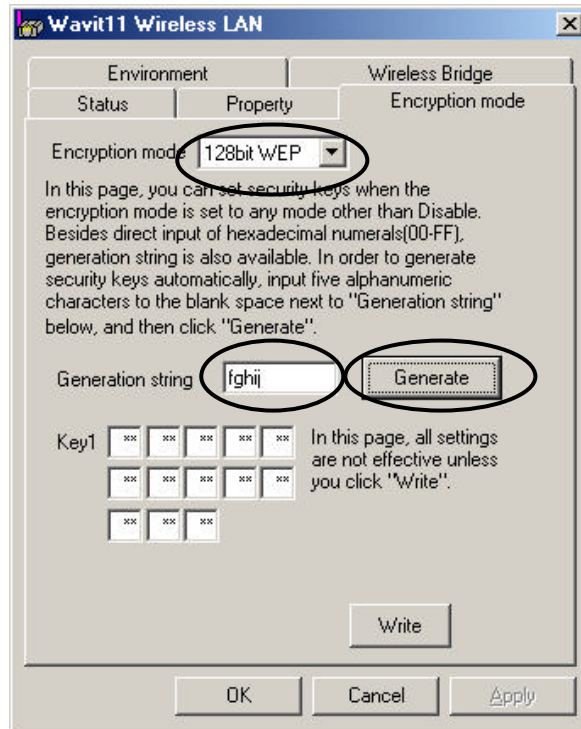 Wavit11 Wireless LAN
Environment Wireless Bridge
Status Property Encryption mode
Encryption mode 128bit WEP
In this page, you can set security keys when the
encryption mode is set to any mode other than Disable.
Besides direct input of hexadecimal numerals(00-FF),
generation string is also available. In order to generate
security keys automatically, input five alphanumeric
characters to the blank space next to "Generation string"
below, and then click "Generate".
Generation string fghij Generate
Key1 ** ** ** ** ** In this page, all settings
are not effective unless
** ** ** ** ** you click "Write".
** ** **
Write
OK Cancel Apply